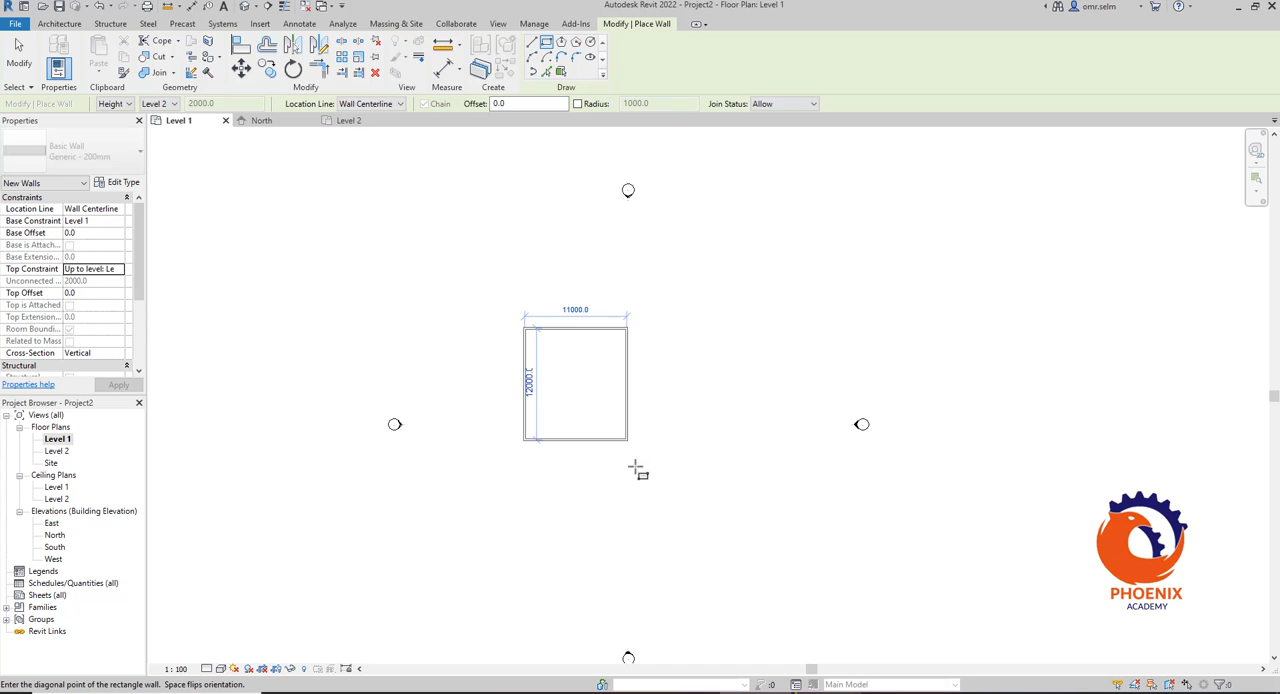 Autodesk Revit 2022 - Project2 - Floor Plan: Level 1
omr.selm
File
Architecture
Structure
Steel
Precast
Systems
Insert
Annotate
Analyze
Massing & Site
Collaborate
View
Manage
Add-Ins
Modify | Place Wall
Modify
Paste
Cope
Cut
Join
Select
Properties
Clipboard
Geometry
Modify
View
Measure
Create
Draw
Modify | Place Wall
Height
Level 2
2000.0
Location Line:
Wall Centerline
Chain
Offset:
0.0
Radius:
1000.0
Join Status:
Allow
Properties
Level 1
North
Level 2
Basic Wall
Generic - 200mm
New Walls
Edit Type
Constraints
Location Line Wall Centerline
Base Constraint Level 1
Base Offset 0.0
Base is Attach...
Base Extensio... 0.0
Top Constraint Up to level: Le
Unconnected ... 2000.0
Top Offset 0.0
Top is Attached
Top Extension... 0.0
Room Boundi...
Related to Mass
Cross-Section Vertical
Structural
Properties help
Apply
Project Browser - Project2
Views (all)
Floor Plans
Level 1
Level 2
Site
Ceiling Plans
Level 1
Level 2
Elevations (Building Elevation)
East
North
South
West
Legends
Schedules/Quantities (all)
Sheets (all)
Families
Groups
Revit Links
11000.0
12000.0
PHOENIX
ACADEMY
1 : 100
Enter the diagonal point of the rectangle wall. Space flips orientation.
:0
Main Model
:0